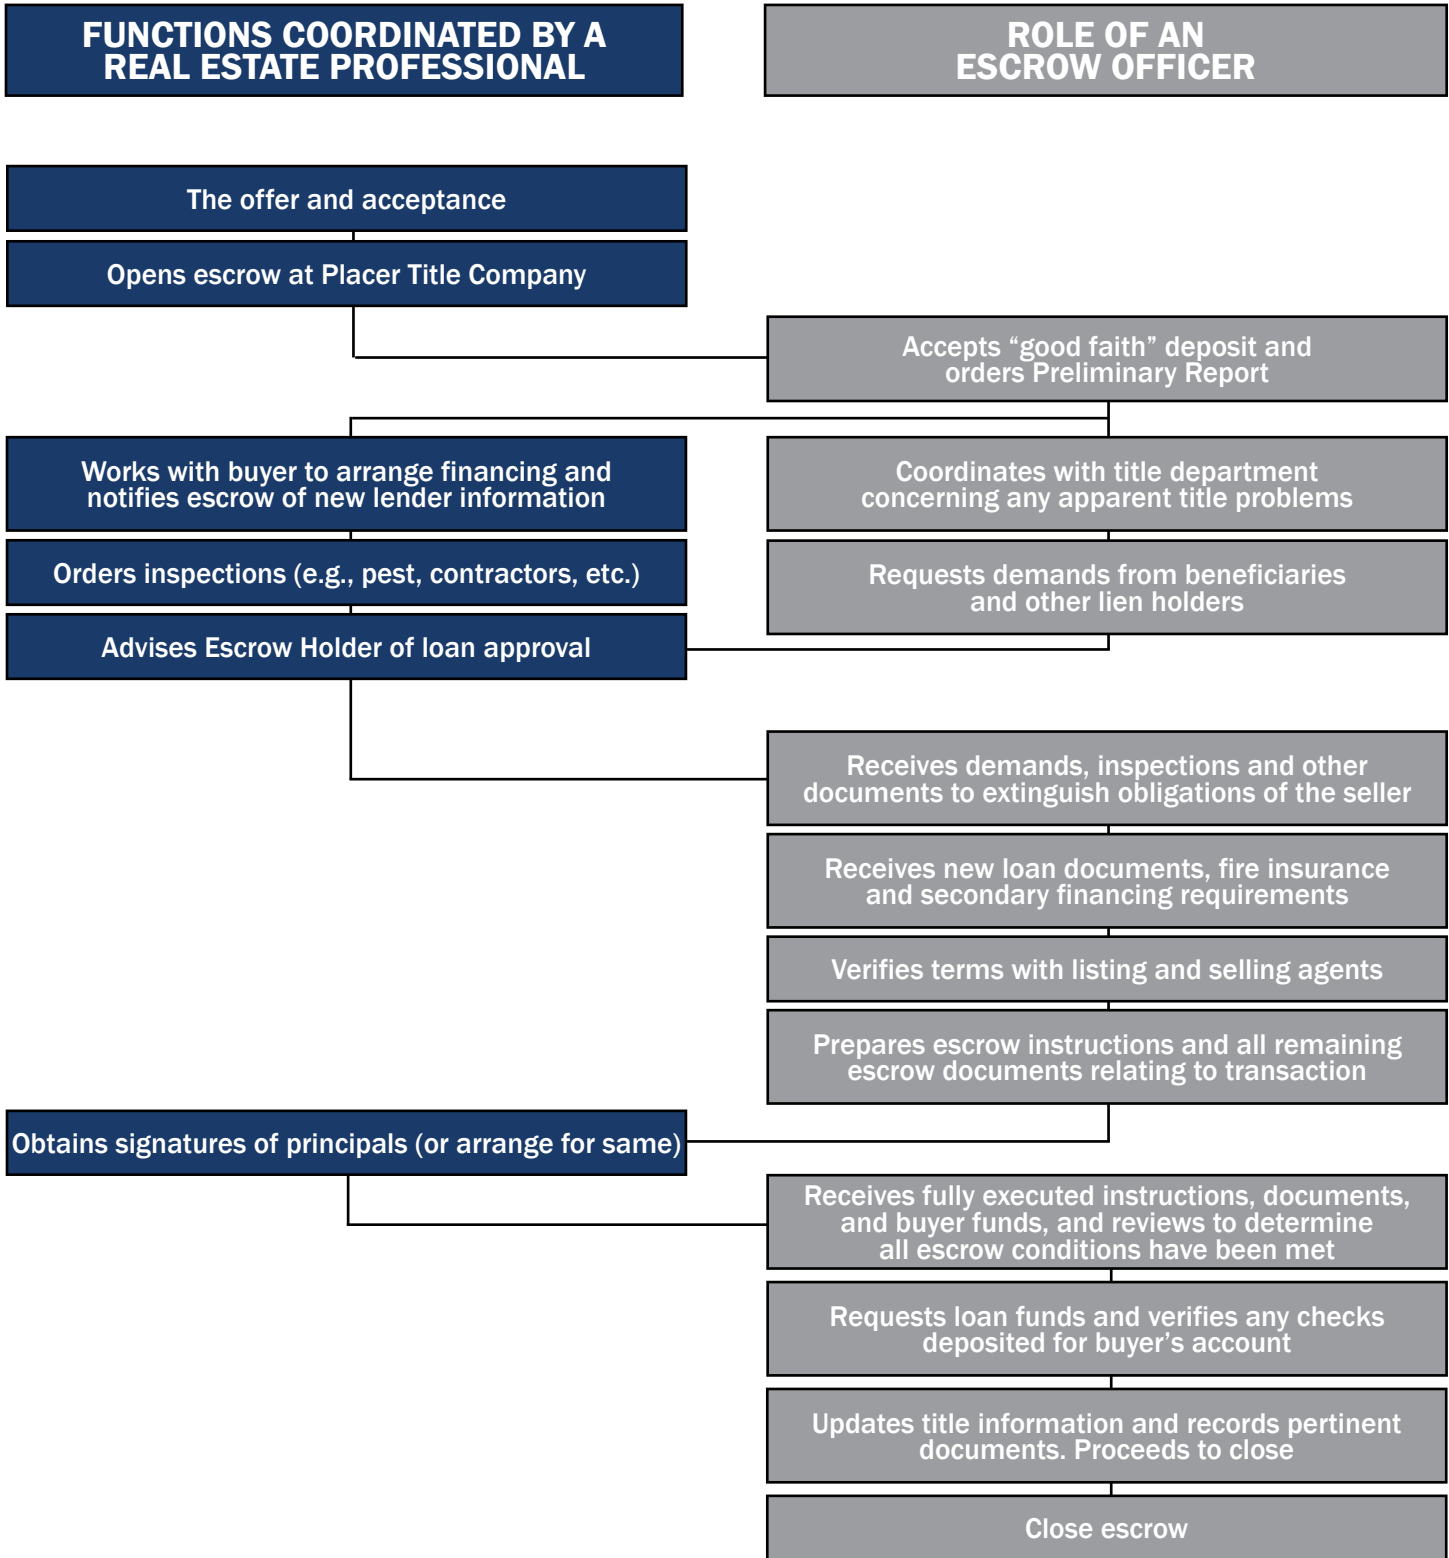 FUNCTIONS COORDINATED BY A
REAL ESTATE PROFESSIONAL
ROLE OF AN
ESCROW OFFICER
The offer and acceptance
Opens escrow at Placer Title Company
Accepts “good faith” deposit and
orders Preliminary Report
Works with buyer to arrange financing and
notifies escrow of new lender information
Coordinates with title department
concerning any apparent title problems
Orders inspections (e.g., pest, contractors, etc.)
Requests demands from beneficiaries
and other lien holders
Advises Escrow Holder of loan approval
Receives demands, inspections and other
documents to extinguish obligations of the seller
Receives new loan documents, fire insurance
and secondary financing requirements
Verifies terms with listing and selling agents
Prepares escrow instructions and all remaining
escrow documents relating to transaction
Obtains signatures of principals (or arrange for same)
Receives fully executed instructions, documents,
and buyer funds, and reviews to determine
all escrow conditions have been met
Requests loan funds and verifies any checks
deposited for buyer’s account
Updates title information and records pertinent
documents. Proceeds to close
Close escrow